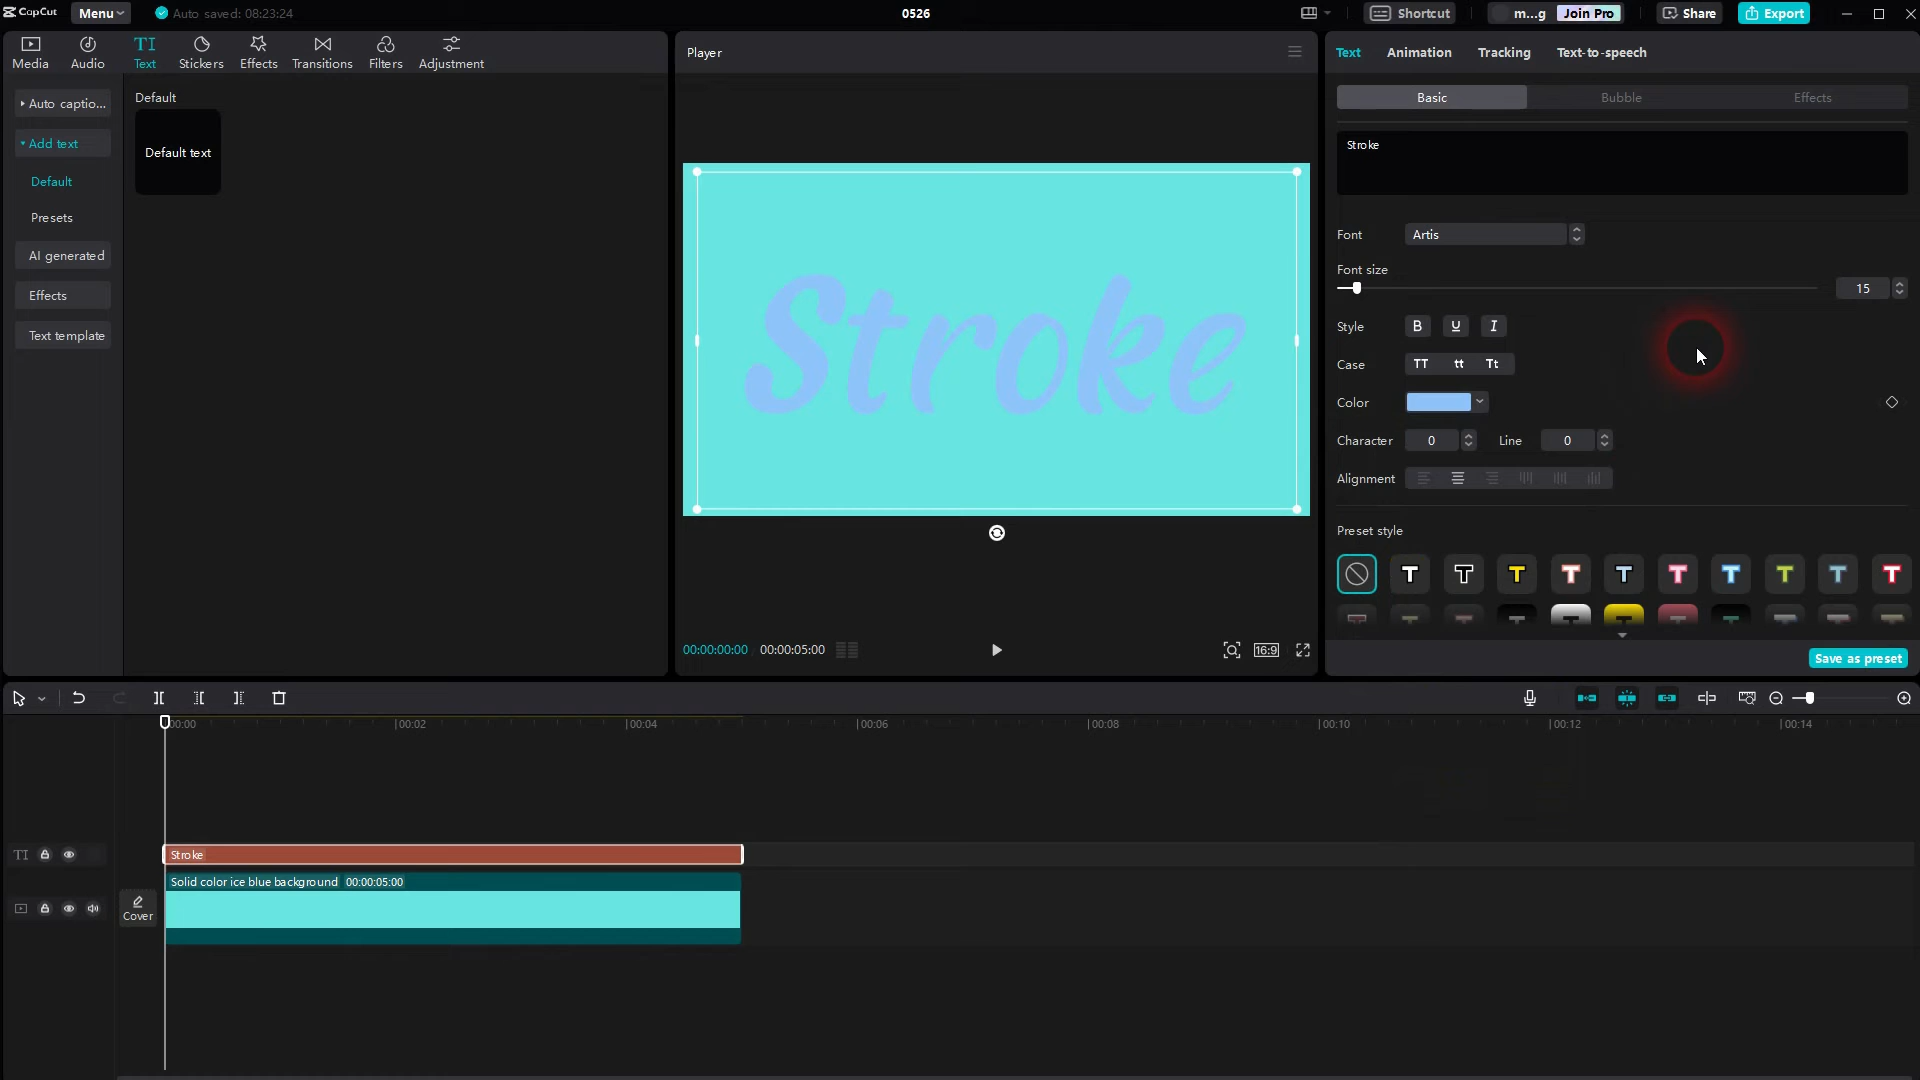 CapCut
Menu
Auto saved: 08:23:24
0526
Shortcut
m...g
Join Pro
Share
Export
Media
Audio
TI
Text
Stickers
Effects
Transitions
Filters
Adjustment
Auto captio...
Add text
Default
Presets
AI generated
Effects
Text template
Default
Default text
Player
Stroke
00:00:00:00
00:00:05:00
16:9
Text
Animation
Tracking
Text-to-speech
Basic
Bubble
Effects
Stroke
Font
Artis
Font size
15
Style
B
U
I
Case
TT
tt
Tt
Color
Character
0
Line
0
Alignment
Preset style
T T T T T T T T T T
Save as preset
00:00
00:02
00:04
00:06
00:08
00:10
00:12
00:14
TI
Stroke
Solid color ice blue background 00:00:05:00
Cover